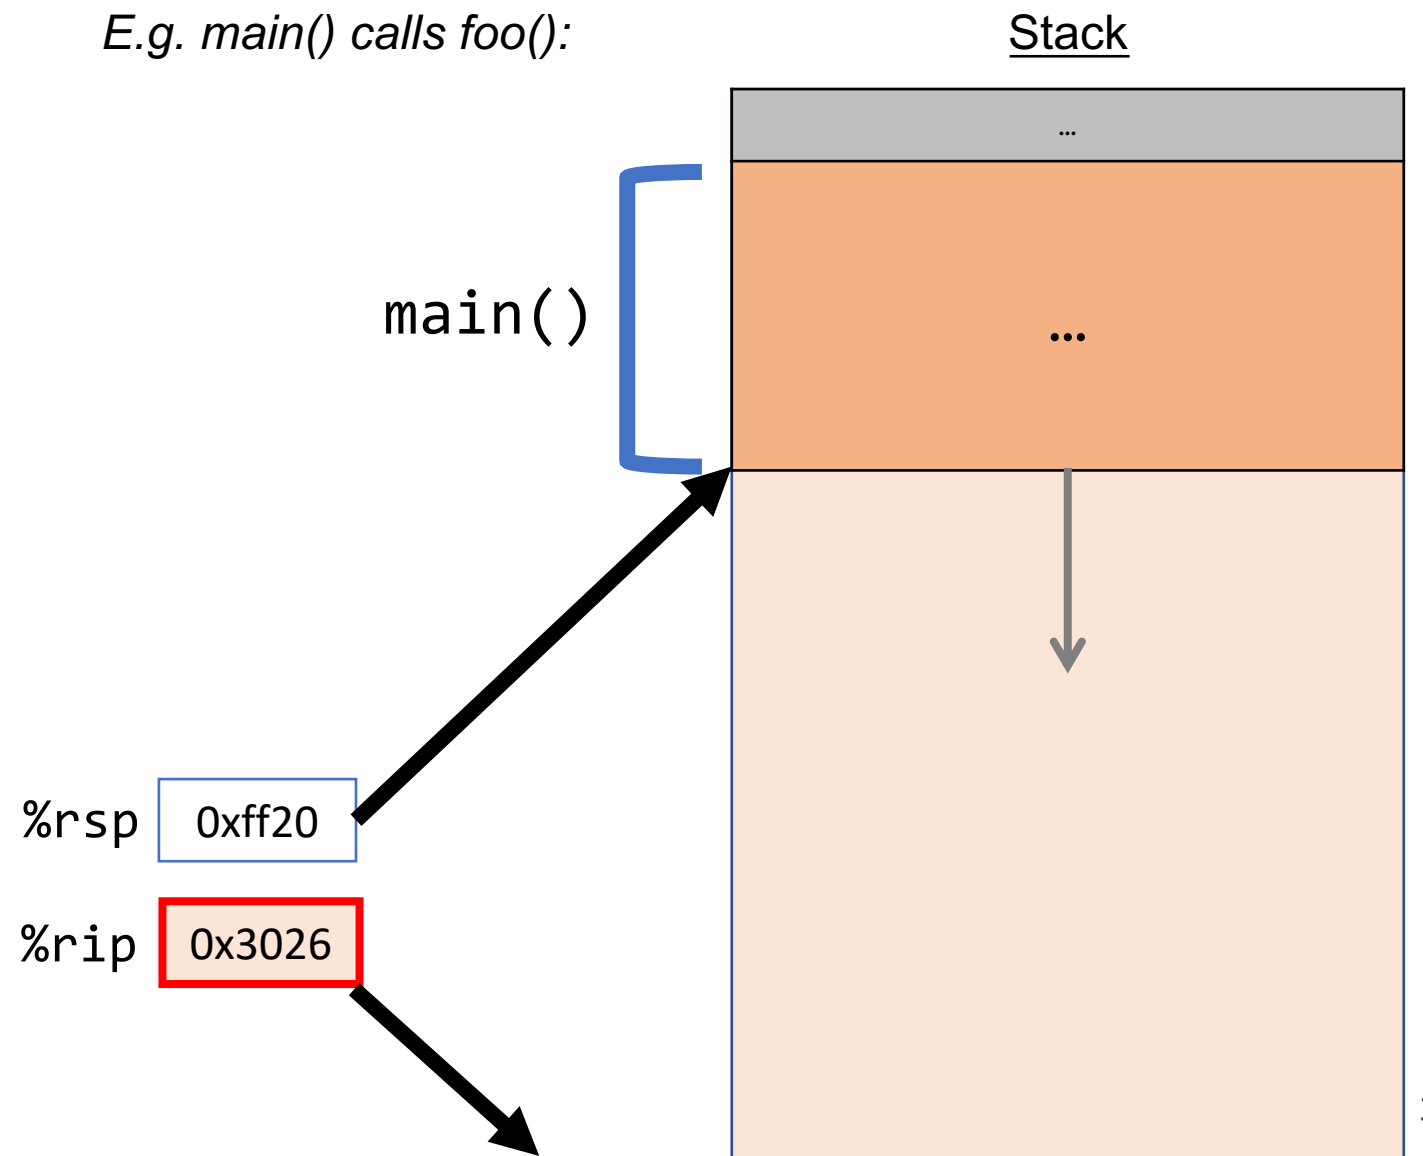 E.g. main() calls foo():
Stack
...
main()
...
%rsp 0xff20
%rip 0x3026